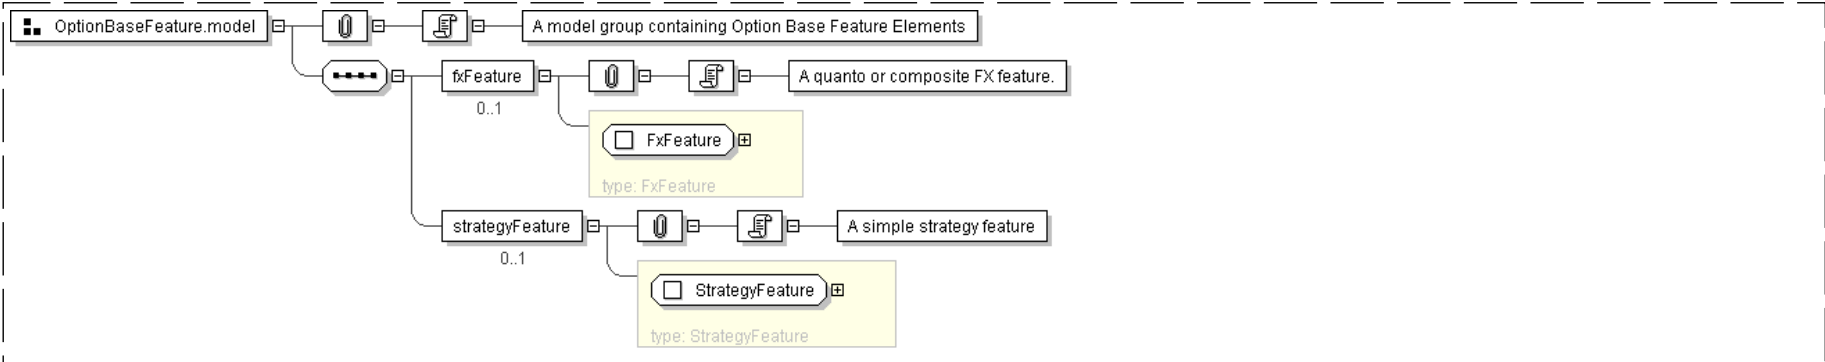 OptionBaseFeature.model
A model group containing Option Base Feature Elements
fxFeature
A quanto or composite FX feature.
0..1
FxFeature
type: FxFeature
strategyFeature
A simple strategy feature
0..1
StrategyFeature
type: StrategyFeature